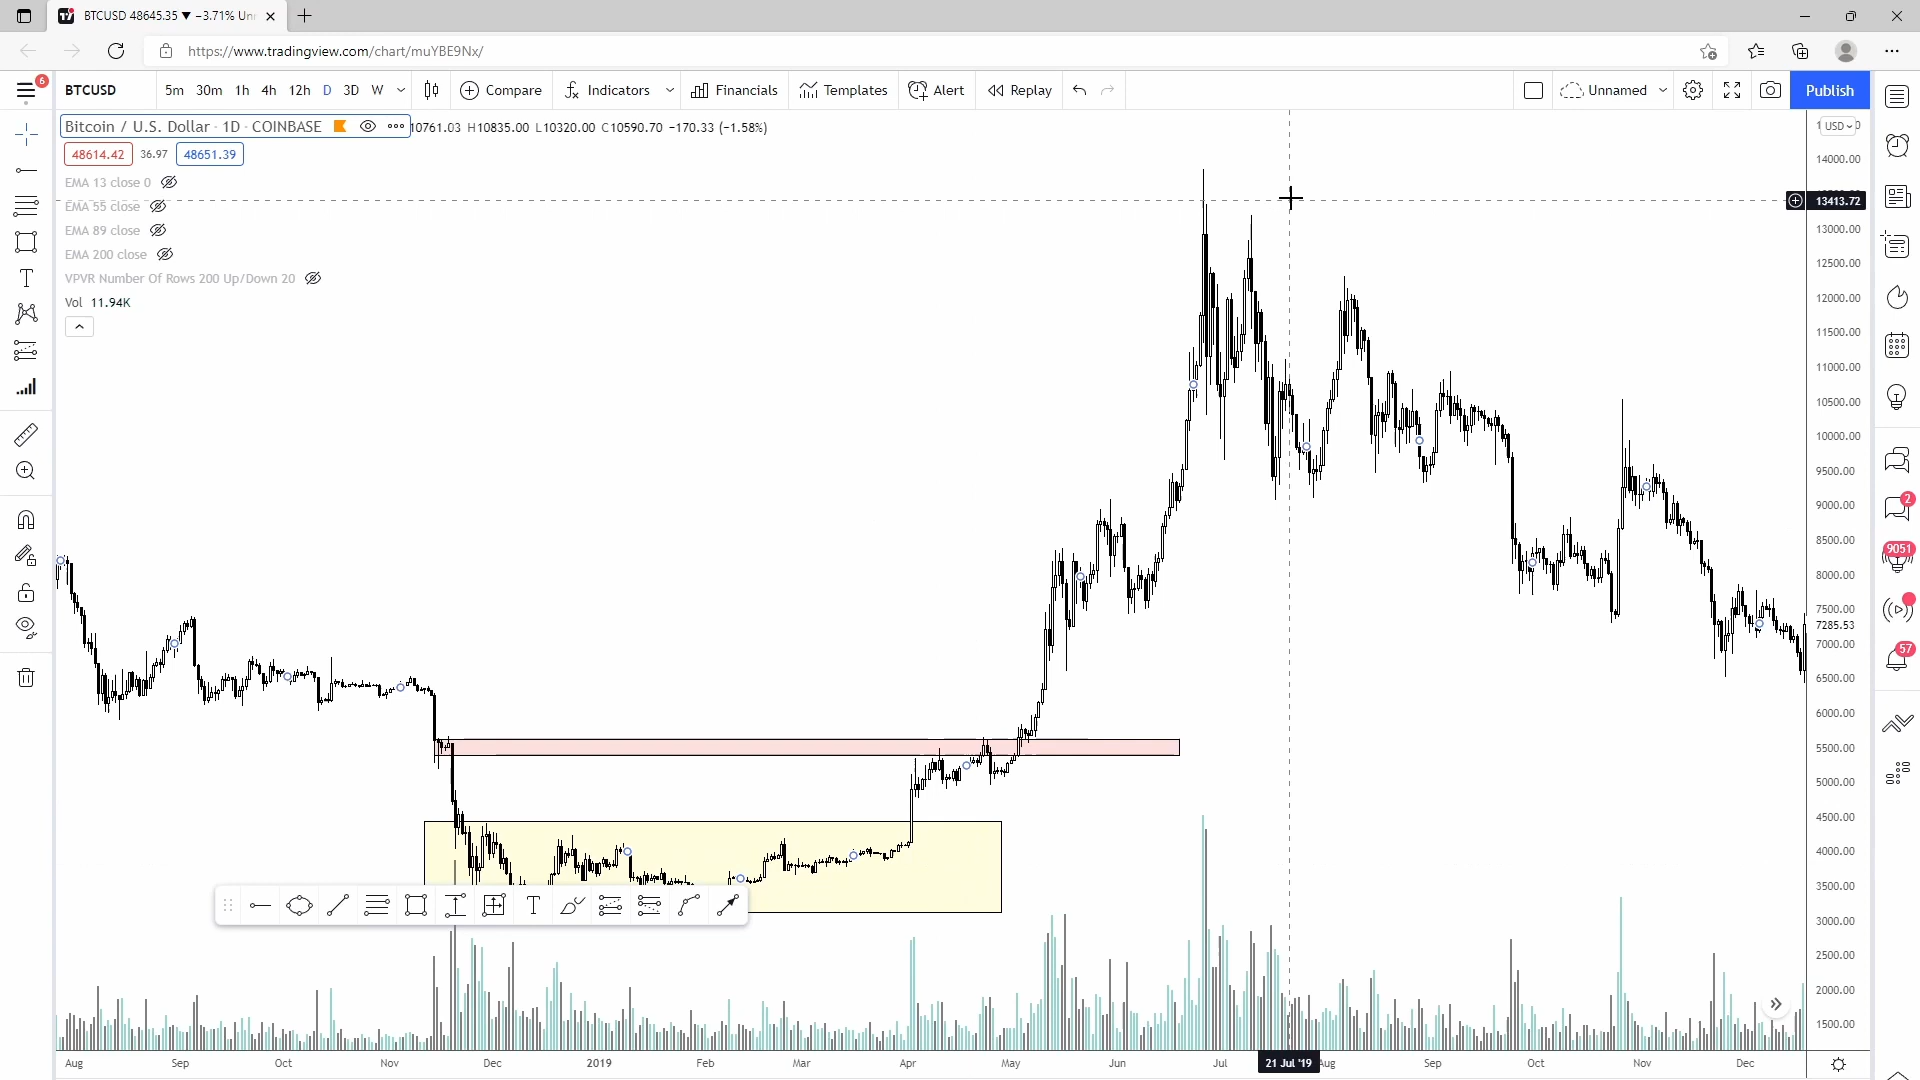 BTCUSD 48645.35 ▼ −3.71% Un
https://www.tradingview.com/chart/muYBE9Nx/
6
BTCUSD 5m 30m 1h 4h 12h D 3D W Compare Indicators Financials Templates Alert Replay Unnamed Publish
Bitcoin / U.S. Dollar · 1D · COINBASE 10761.03 H10835.00 L10320.00 C10590.70 −170.33 (−1.58%)
USD
48614.42 36.97 48651.39
14000.00
EMA 13 close 0
EMA 55 close
13413.72
EMA 89 close
13000.00
EMA 200 close
12500.00
VPVR Number Of Rows 200 Up/Down 20
12000.00
Vol 11.94K
11500.00
11000.00
10500.00
10000.00
9500.00
9000.00
2
8500.00
9051
8000.00
7500.00
7285.53
7000.00
57
6500.00
6000.00
5500.00
5000.00
4500.00
4000.00
3500.00
3000.00
2500.00
2000.00
1500.00
Aug Sep Oct Nov Dec 2019 Feb Mar Apr May Jun Jul 21 Jul '19 Aug Sep Oct Nov Dec